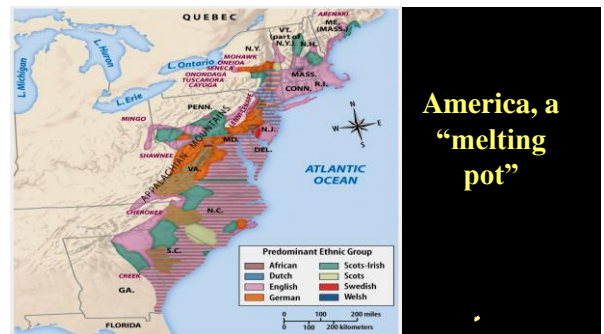 QUEBEC
ABENAKI
ME.
(MASS.)
VT.
(part
of
N.Y.)
N.H.
L. Huron
L. Michigan
L. Ontario
N.Y.
MOHAWK
ONEIDA
SENECA
ONONDAGA
TUSCARORA
CAYUGA
MASS.
R.I.
CONN.
L. Erie
PENN.
LENNI LENAPE
N.J.
MINGO
MD.
DEL.
SHAWNEE
APPALACHIAN MOUNTAINS
VA.
N
W
E
S
ATLANTIC
OCEAN
CHEROKEE
N.C.
S.C.
CREEK
GA.
FLORIDA
Predominant Ethnic Group
African
Dutch
English
German
Scots-Irish
Scots
Swedish
Welsh
0 100 200 miles
0 100 200 kilometers
America, a
“melting
pot”